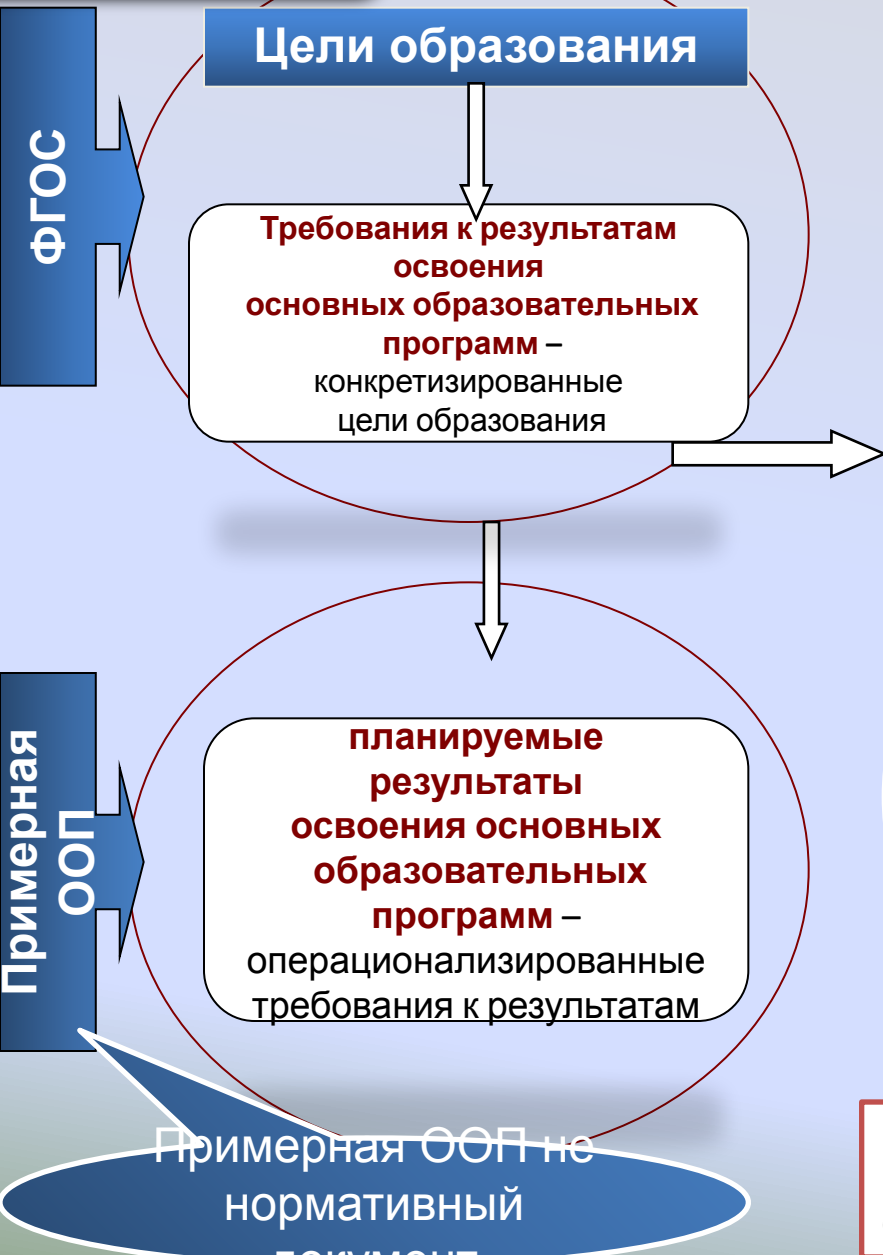 Цели образования
ФГОС
Требования к результатам
освоения
основных образовательных
программ –
конкретизированные
цели образования
Примерная
ООП
планируемые
результаты
освоения основных
образовательных
программ –
операционализированные
требования к результатам
Примерная ООП не
нормативный
документ